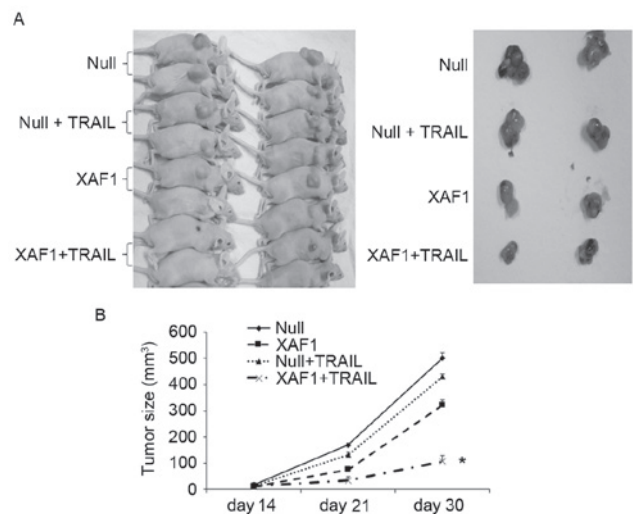 A
Null
Null + TRAIL
XAF1
XAF1+TRAIL
Null
Null + TRAIL
XAF1
XAF1+TRAIL
B
Null
XAF1
Null+TRAIL
XAF1+TRAIL
Tumor size (mm³)
600
500
400
300
200
100
0
*
day 14 day 21 day 30